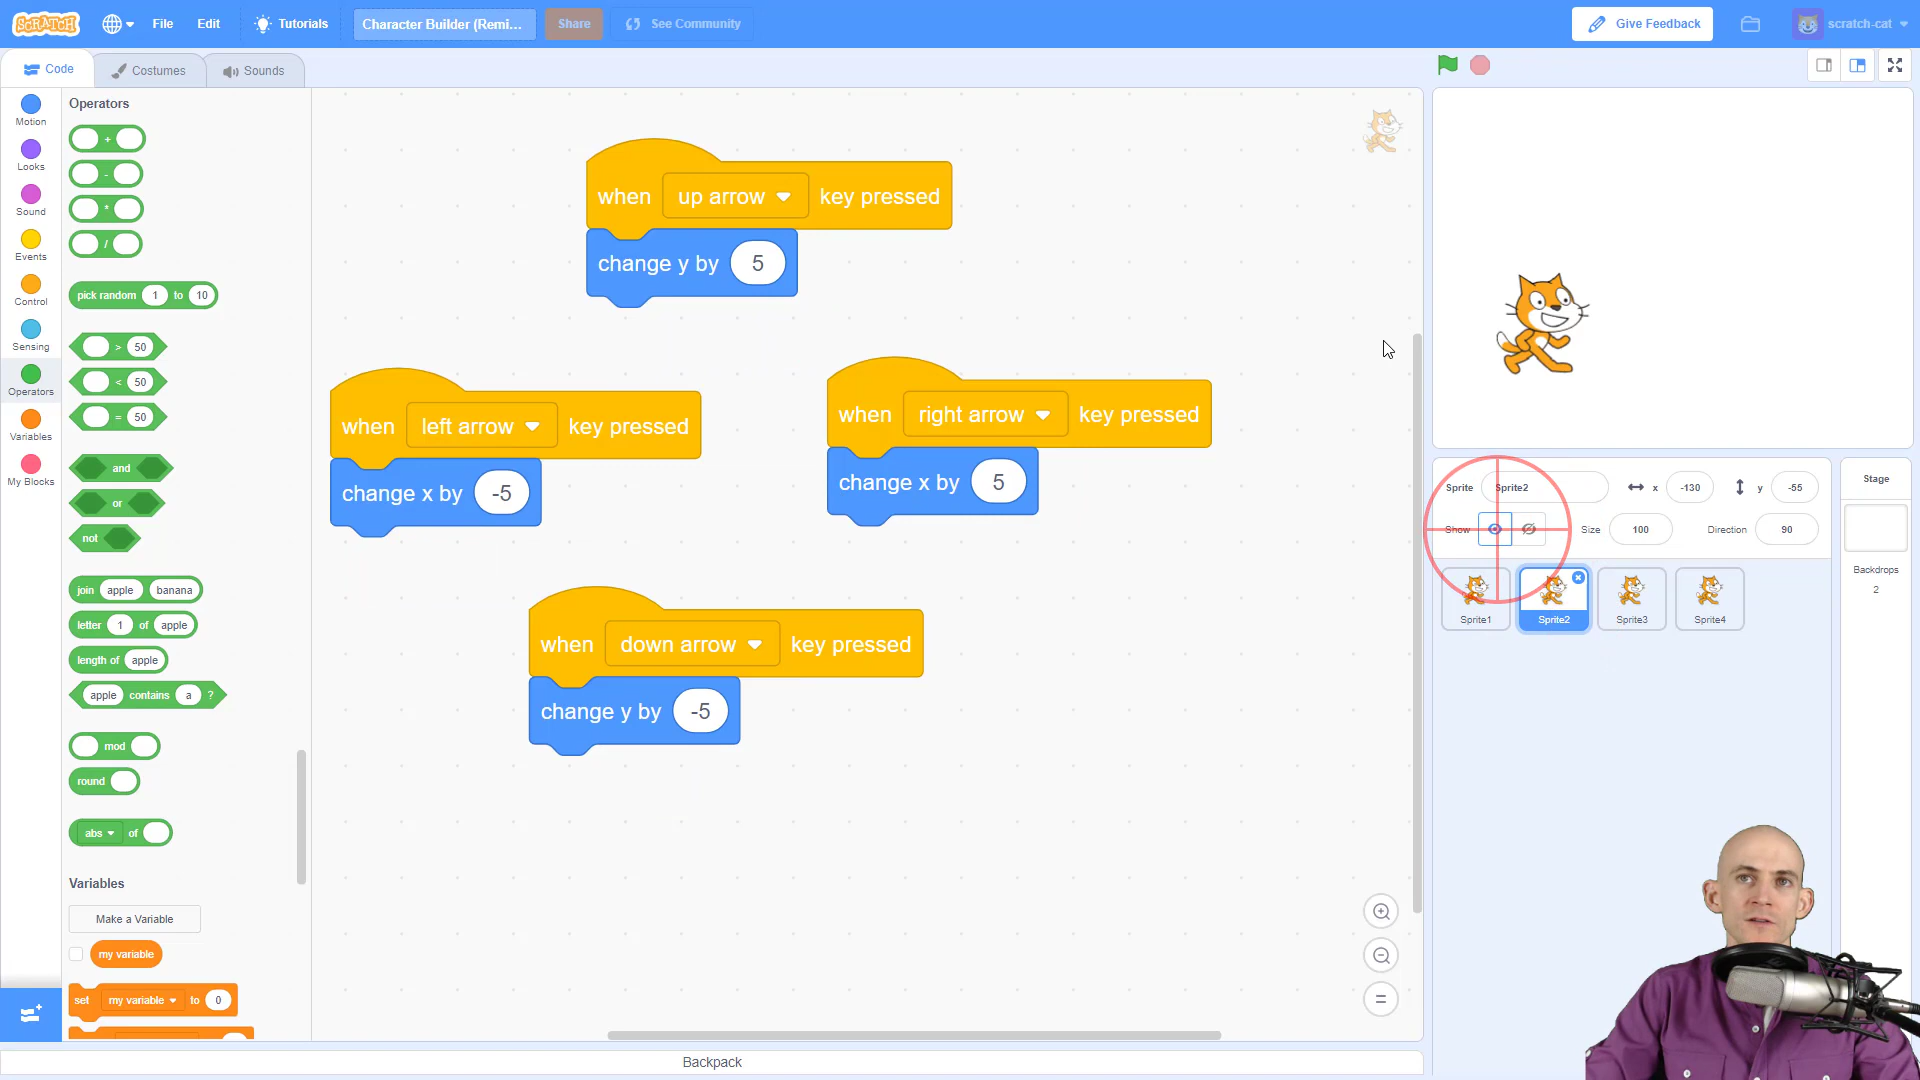 SCRATCH File Edit Tutorials Character Builder (Remi... Share See Community Give Feedback scratch-cat
Code Costumes Sounds
Motion
Looks
Sound
Events
Control
Sensing
Operators
Variables
My Blocks
Operators
+
-
*
/
pick random 1 to 10
> 50
< 50
= 50
and
or
not
join apple banana
letter 1 of apple
length of apple
apple contains a ?
mod
round
abs of
Variables
Make a Variable
my variable
set my variable to 0
when up arrow key pressed
change y by 5
when left arrow key pressed
change x by -5
when right arrow key pressed
change x by 5
when down arrow key pressed
change y by -5
=
Backpack
Sprite Sprite2 x -130 y -55
Show Size 100 Direction 90
Sprite1 Sprite2 Sprite3 Sprite4
Stage
Backdrops
2